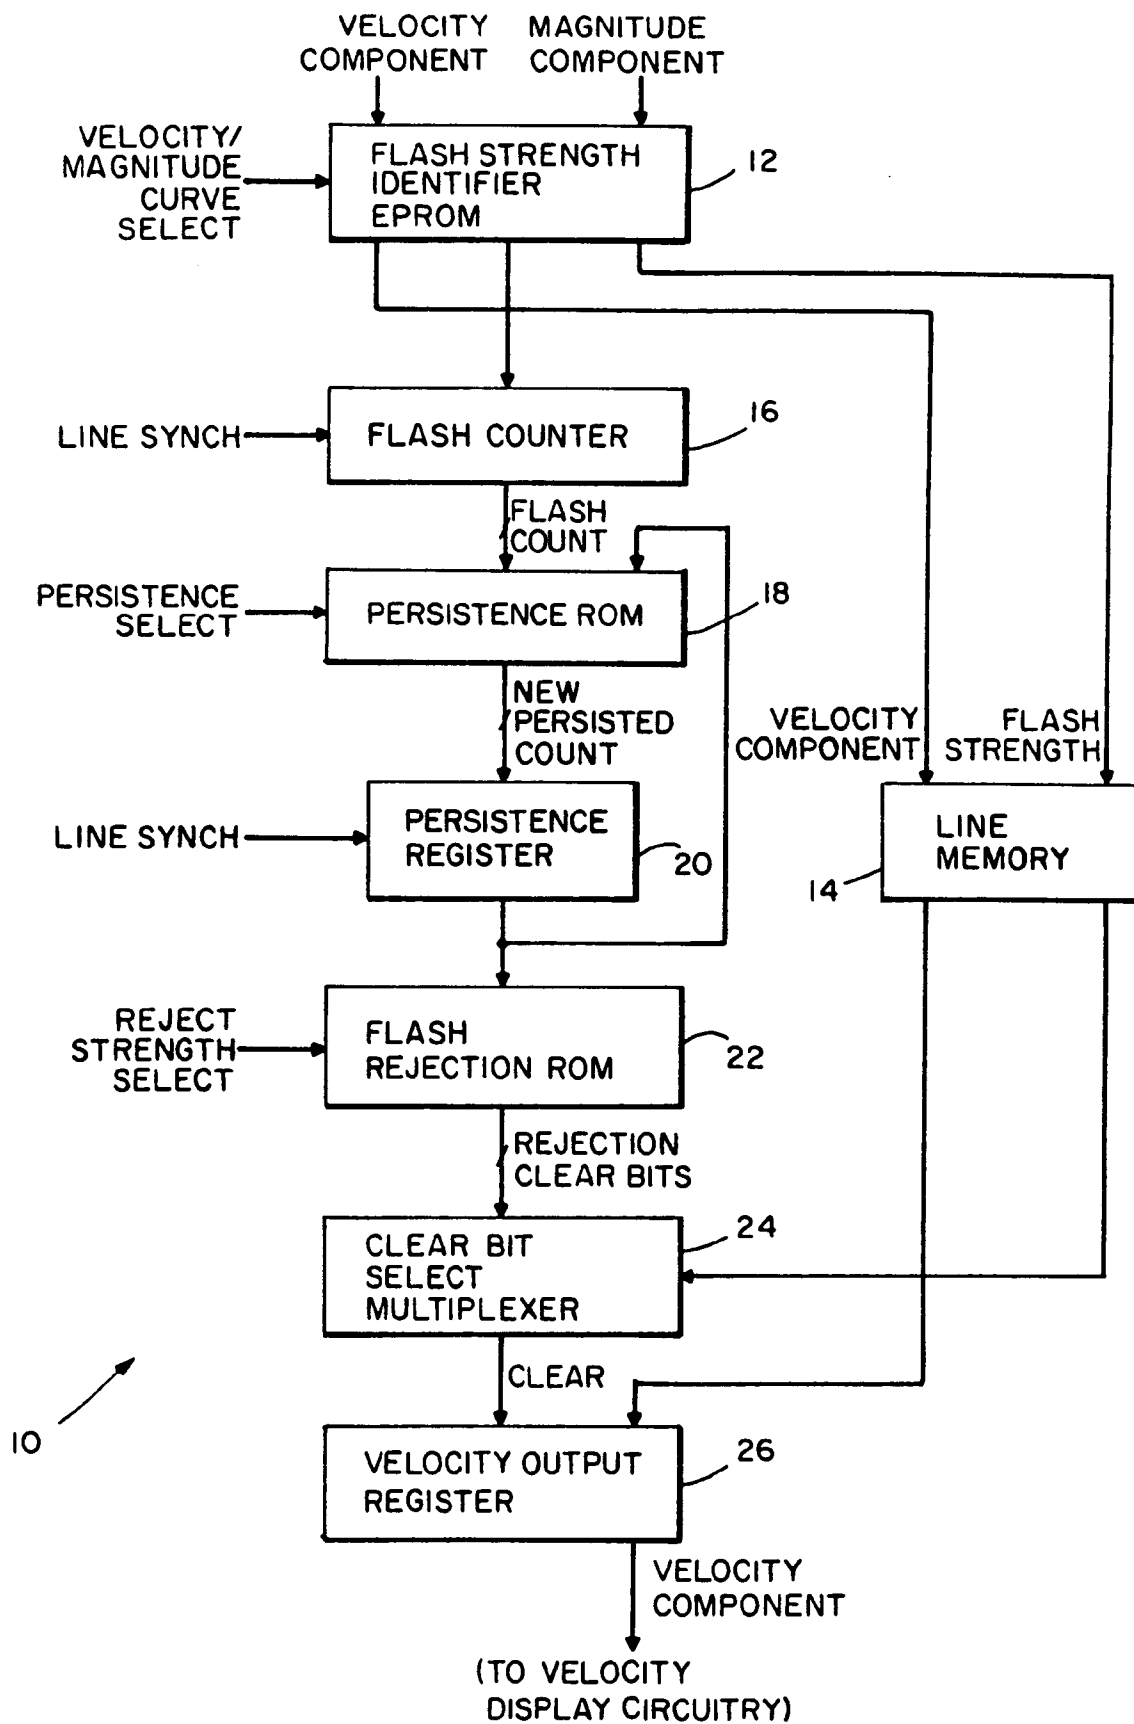 VELOCITY
COMPONENT
MAGNITUDE
COMPONENT
VELOCITY/
MAGNITUDE
CURVE
SELECT
FLASH STRENGTH
IDENTIFIER
EPROM
12
LINE SYNCH
FLASH COUNTER
16
FLASH
COUNT
PERSISTENCE
SELECT
PERSISTENCE ROM
18
NEW
PERSISTED
COUNT
VELOCITY
COMPONENT
FLASH
STRENGTH
LINE SYNCH
PERSISTENCE
REGISTER
20
LINE
MEMORY
14
REJECT
STRENGTH
SELECT
FLASH
REJECTION ROM
22
REJECTION
CLEAR BITS
CLEAR BIT
SELECT
MULTIPLEXER
24
CLEAR
10
VELOCITY OUTPUT
REGISTER
26
VELOCITY
COMPONENT
(TO VELOCITY
DISPLAY CIRCUITRY)